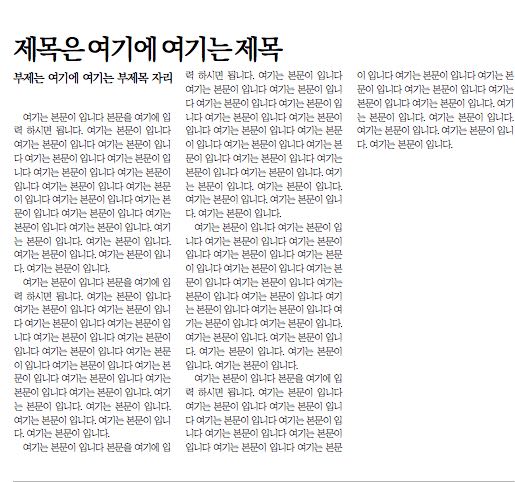 제목은 여기에 여기는 제목
부제는 여기에 여기는 부제목 자리
여기는 본문이 입니다 본문을 여기에 입
력 하시면 됩니다. 여기는 본문이 입니다
여기는 본문이 입니다 여기는 본문이 입니
다 여기는 본문이 입니다 여기는 본문이 입
니다 여기는 본문이 입니다 여기는 본문이
입니다 여기는 본문이 입니다 여기는 본문
이 입니다 여기는 본문이 입니다 여기는 본
문이 입니다 여기는 본문이 입니다 여기는
본문이 입니다 여기는 본문이 입니다. 여기
는 본문이 입니다. 여기는 본문이 입니다.
여기는 본문이 입니다. 여기는 본문이 입니
다. 여기는 본문이 입니다.
여기는 본문이 입니다 본문을 여기에 입
력 하시면 됩니다. 여기는 본문이 입니다
여기는 본문이 입니다 여기는 본문이 입니
다 여기는 본문이 입니다 여기는 본문이 입
니다 여기는 본문이 입니다 여기는 본문이
입니다 여기는 본문이 입니다 여기는 본문
이 입니다 여기는 본문이 입니다 여기는 본
문이 입니다 여기는 본문이 입니다 여기는
본문이 입니다 여기는 본문이 입니다. 여기
는 본문이 입니다. 여기는 본문이 입니다.
여기는 본문이 입니다. 여기는 본문이 입니
다. 여기는 본문이 입니다.
여기는 본문이 입니다 본문을 여기에 입
력 하시면 됩니다. 여기는 본문이 입니다
여기는 본문이 입니다 여기는 본문이 입니
다 여기는 본문이 입니다 여기는 본문이 입
니다 여기는 본문이 입니다 여기는 본문이
입니다 여기는 본문이 입니다 여기는 본문
이 입니다 여기는 본문이 입니다 여기는 본
문이 입니다 여기는 본문이 입니다 여기는
본문이 입니다 여기는 본문이 입니다. 여기
는 본문이 입니다. 여기는 본문이 입니다.
여기는 본문이 입니다. 여기는 본문이 입니
다. 여기는 본문이 입니다.
여기는 본문이 입니다 여기는 본문이 입
니다 여기는 본문이 입니다 여기는 본문이
입니다 여기는 본문이 입니다 여기는 본문
이 입니다 여기는 본문이 입니다 여기는 본
문이 입니다 여기는 본문이 입니다 여기는
본문이 입니다 여기는 본문이 입니다. 여기
는 본문이 입니다 여기는 본문이 입니다 여
기는 본문이 입니다 여기는 본문이 입니다.
여기는 본문이 입니다. 여기는 본문이 입니
다. 여기는 본문이 입니다. 여기는 본문이
입니다. 여기는 본문이 입니다.
여기는 본문이 입니다 본문을 여기에 입
력 하시면 됩니다. 여기는 본문이 입니다
여기는 본문이 입니다 여기는 본문이 입니
다 여기는 본문이 입니다 여기는 본문이 입
니다 여기는 본문이 입니다 여기는 본문이
입니다 여기는 본문이 입니다 여기는 본문
이 입니다 여기는 본문이 입니다 여기는 본
문이 입니다 여기는 본문이 입니다 여기는
본문이 입니다 여기는 본문이 입니다. 여기
는 본문이 입니다. 여기는 본문이 입니다.
여기는 본문이 입니다. 여기는 본문이 입니
다. 여기는 본문이 입니다.